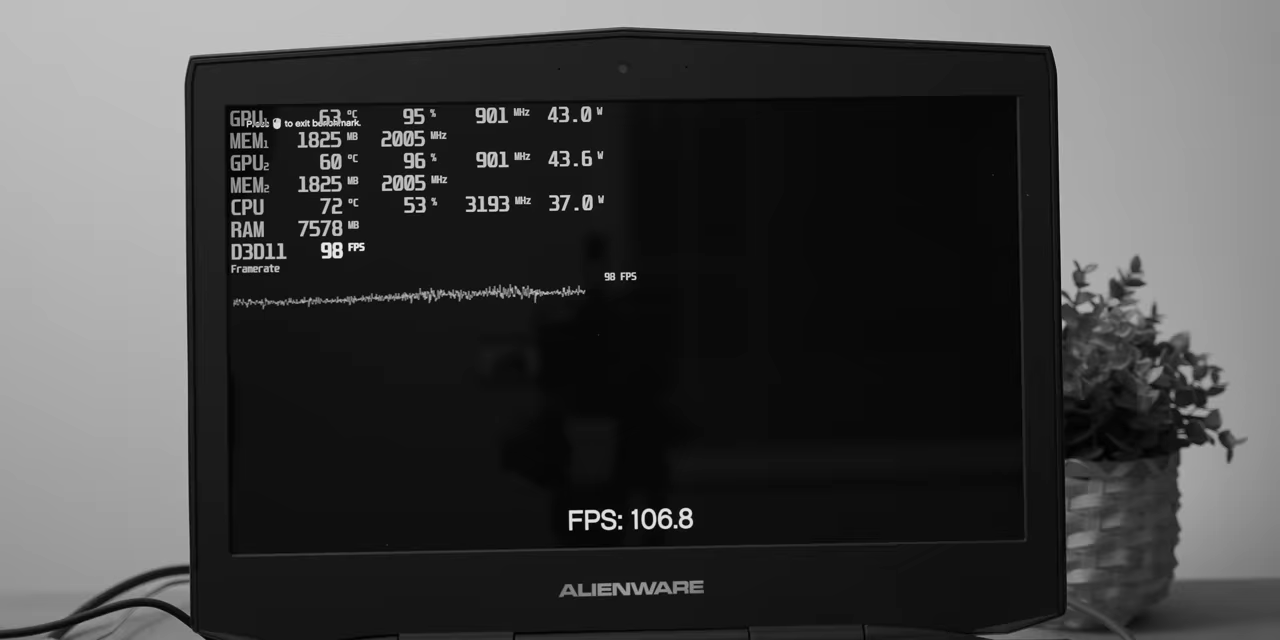 GPU1 63 °C 95 % 901 MHz 43.0 W
Press to exit benchmark.
MEM1 1825 MB 2005 MHz
GPU2 60 °C 96 % 901 MHz 43.6 W
MEM2 1825 MB 2005 MHz
CPU 72 °C 53 % 3193 MHz 37.0 W
RAM 7578 MB
D3D11 98 FPS
Framerate
98 FPS
FPS: 106.8
ALIENWARE